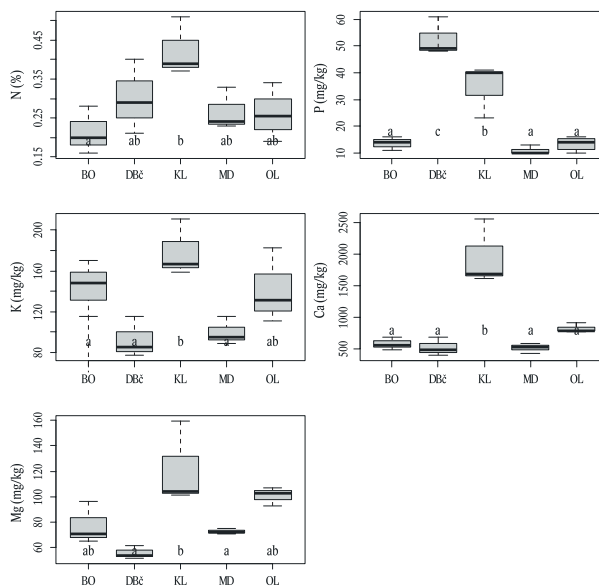 N (%)
0.15 0.25 0.35 0.45
a ab b ab ab
BO DBč KL MD OL
P (mg/kg)
10 20 30 40 50 60
a c b a a
BO DBč KL MD OL
K (mg/kg)
80 120 160 200
a a b a ab
BO DBč KL MD OL
Ca (mg/kg)
500 1000 1500 2000 2500
a a b a a
BO DBč KL MD OL
Mg (mg/kg)
60 80 100 120 140 160
ab a b a ab
BO DBč KL MD OL